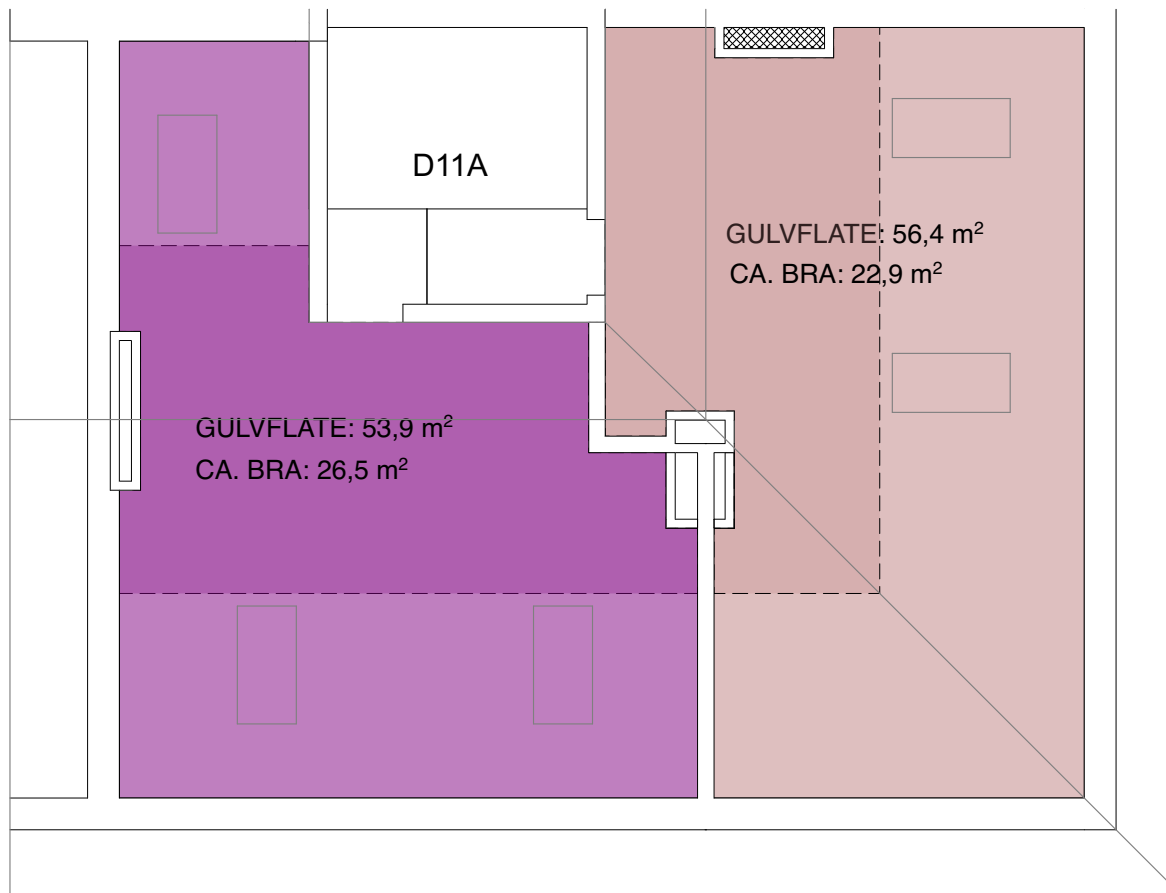 D11A
GULVFLATE: 56,4 m²
CA. BRA: 22,9 m²
GULVFLATE: 53,9 m²
CA. BRA: 26,5 m²